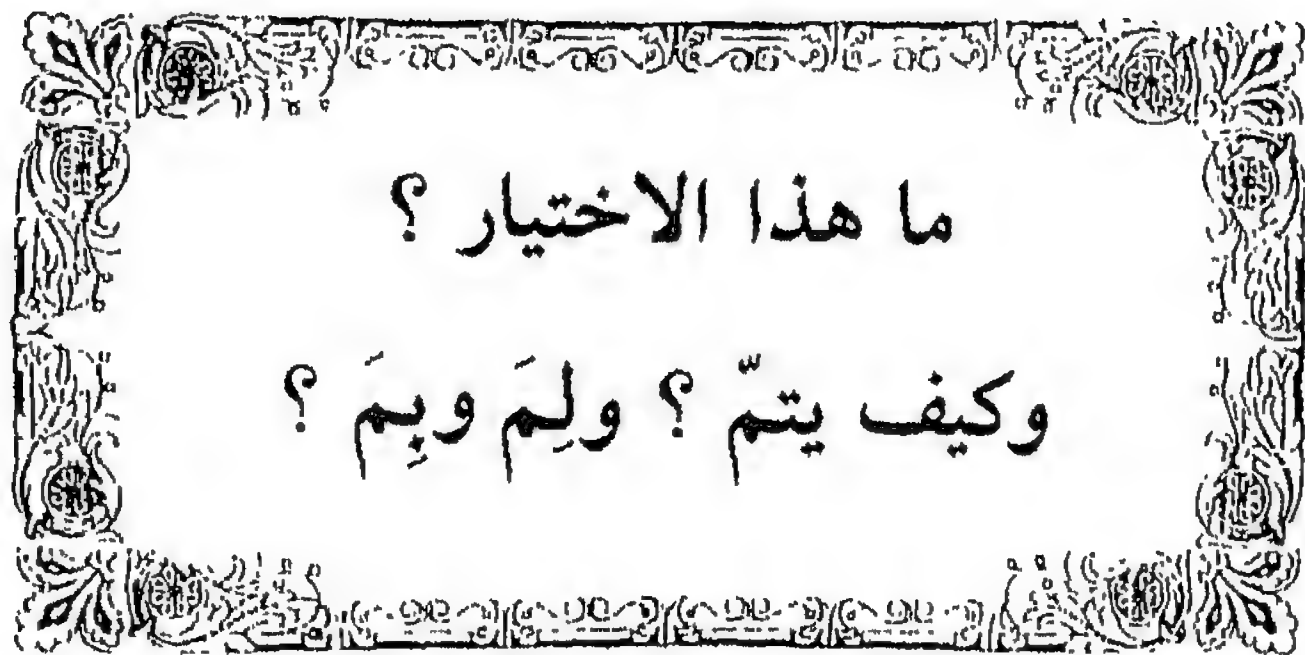 ما هذا الاختيار ؟
وكيف يتمّ ؟ ولِمَ وبِمَ ؟